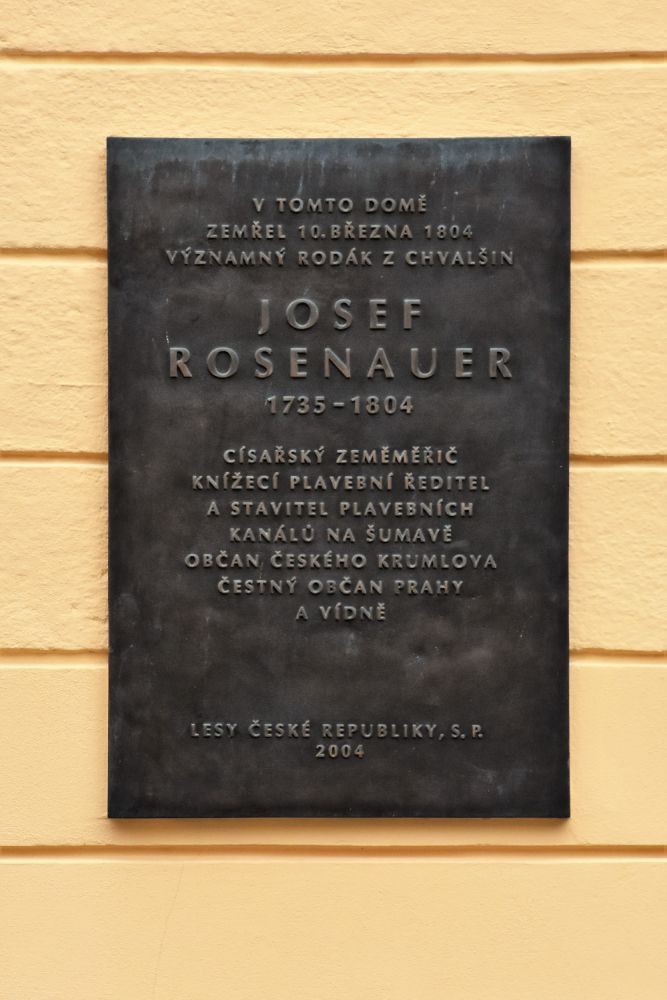 V TOMTO DOMĚ
ZEMŘEL 10. BŘEZNA 1804
VÝZNAMNÝ RODÁK Z CHVALŠIN
JOSEF
ROSENAUER
1735-1804
CÍSAŘSKÝ ZEMĚMĚŘIČ
KNÍŽECÍ PLAVEBNÍ ŘEDITEL
A STAVITEL PLAVEBNÍCH
KANÁLŮ NA ŠUMAVĚ
OBČAN ČESKÉHO KRUMLOVA
ČESTNÝ OBČAN PRAHY
A VÍDNĚ
LESY ČESKÉ REPUBLIKY, S. P.
2004